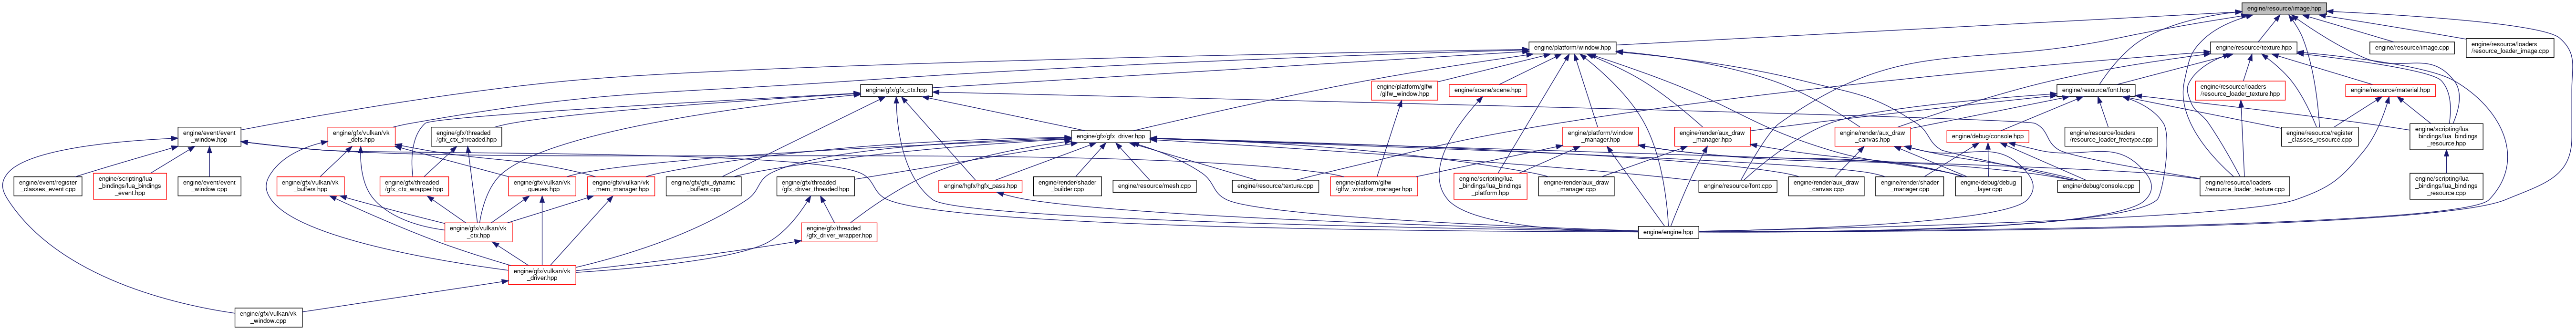 engine/resource/image.hpp
engine/platform/window.hpp
engine/resource/texture.hpp
engine/resource/image.cpp
engine/resource/loaders
/resource_loader_image.cpp
engine/gfx/gfx_ctx.hpp
engine/platform/glfw
/glfw_window.hpp
engine/scene/scene.hpp
engine/resource/font.hpp
engine/resource/loaders
/resource_loader_texture.hpp
engine/resource/material.hpp
engine/event/event
_window.hpp
engine/gfx/vulkan/vk
_defs.hpp
engine/gfx/threaded
/gfx_ctx_threaded.hpp
engine/gfx/gfx_driver.hpp
engine/platform/window
_manager.hpp
engine/render/aux_draw
_manager.hpp
engine/render/aux_draw
_canvas.hpp
engine/debug/console.hpp
engine/resource/loaders
/resource_loader_freetype.cpp
engine/resource/register
_classes_resource.cpp
engine/scripting/lua
_bindings/lua_bindings
_resource.hpp
engine/event/register
_classes_event.cpp
engine/scripting/lua
_bindings/lua_bindings
_event.hpp
engine/event/event
_window.cpp
engine/gfx/vulkan/vk
_buffers.hpp
engine/gfx/threaded
/gfx_ctx_wrapper.hpp
engine/gfx/vulkan/vk
_queues.hpp
engine/gfx/vulkan/vk
_mem_manager.hpp
engine/gfx/gfx_dynamic
_buffers.cpp
engine/gfx/threaded
/gfx_driver_threaded.hpp
engine/hgfx/hgfx_pass.hpp
engine/render/shader
_builder.cpp
engine/resource/mesh.cpp
engine/resource/texture.cpp
engine/platform/glfw
/glfw_window_manager.hpp
engine/scripting/lua
_bindings/lua_bindings
_platform.hpp
engine/render/aux_draw
_manager.cpp
engine/resource/font.cpp
engine/render/aux_draw
_canvas.cpp
engine/render/shader
_manager.cpp
engine/debug/debug
_layer.cpp
engine/debug/console.cpp
engine/resource/loaders
/resource_loader_texture.cpp
engine/scripting/lua
_bindings/lua_bindings
_resource.cpp
engine/gfx/vulkan/vk
_ctx.hpp
engine/gfx/threaded
/gfx_driver_wrapper.hpp
engine/engine.hpp
engine/gfx/vulkan/vk
_driver.hpp
engine/gfx/vulkan/vk
_window.cpp